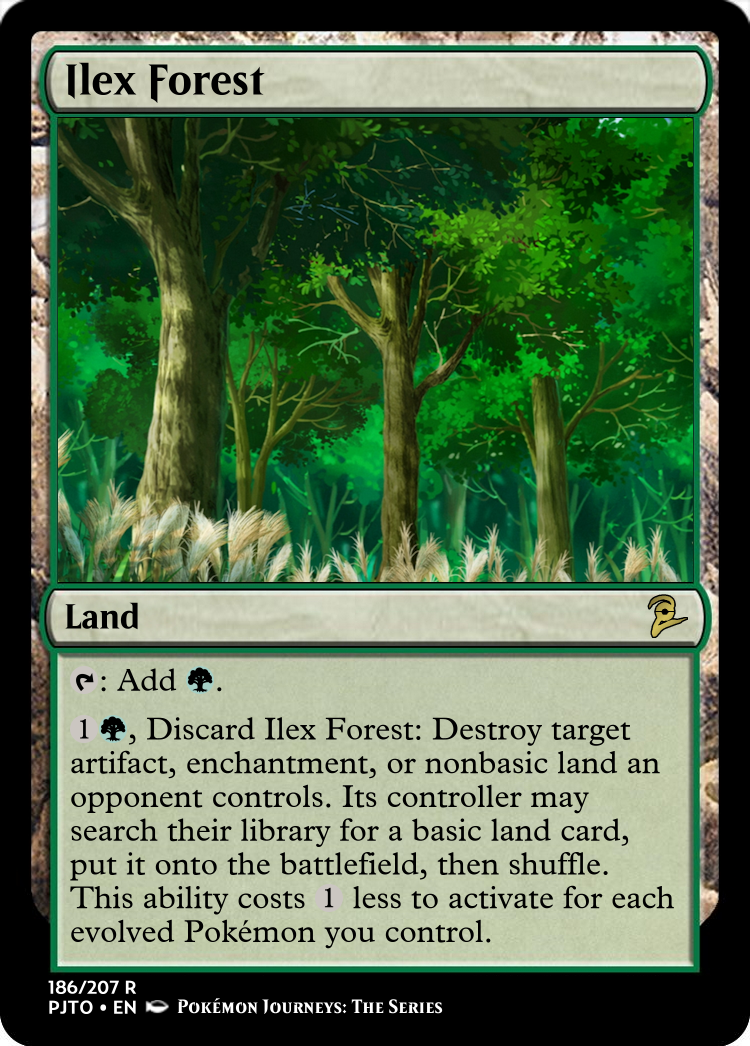 Ilex Forest
Land
: Add .
1 , Discard Ilex Forest: Destroy target
artifact, enchantment, or nonbasic land an
opponent controls. Its controller may
search their library for a basic land card,
put it onto the battlefield, then shuffle.
This ability costs 1 less to activate for each
evolved Pokémon you control.
186/207 R
PJTO • EN Pokémon Journeys: The Series